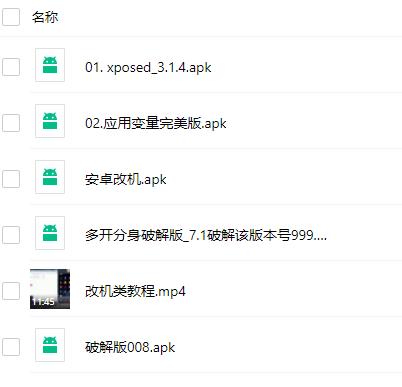 名称
01. xposed_3.1.4.apk
02.应用变量完美版.apk
安卓改机.apk
多开分身破解版_7.1破解该版本号999....
11:45
改机类教程.mp4
破解版008.apk